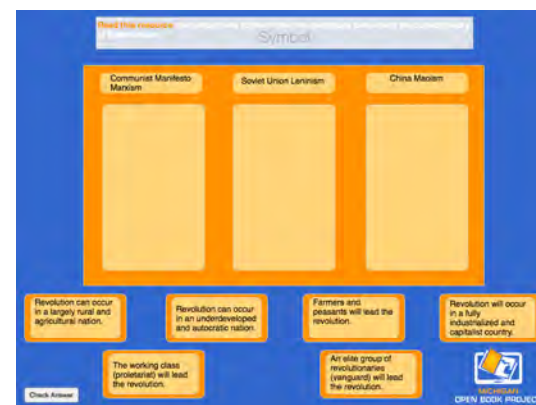 Read this resource
Symbol
Communist Manifesto
Marxism
Soviet Union Leninism
China Maoism
Revolution can occur
in a largely rural and
agricultural nation.
Revolution can occur
in an underdeveloped
and autocratic nation.
Farmers and
peasants will lead the
revolution.
Revolution will occur
in a fully
industrialized and
capitalist country.
The working class
(proletariat) will lead
the revolution.
An elite group of
revolutionaries
(vanguard) will lead
the revolution.
Check Answer
MICHIGAN
OPEN BOOK PROJEC